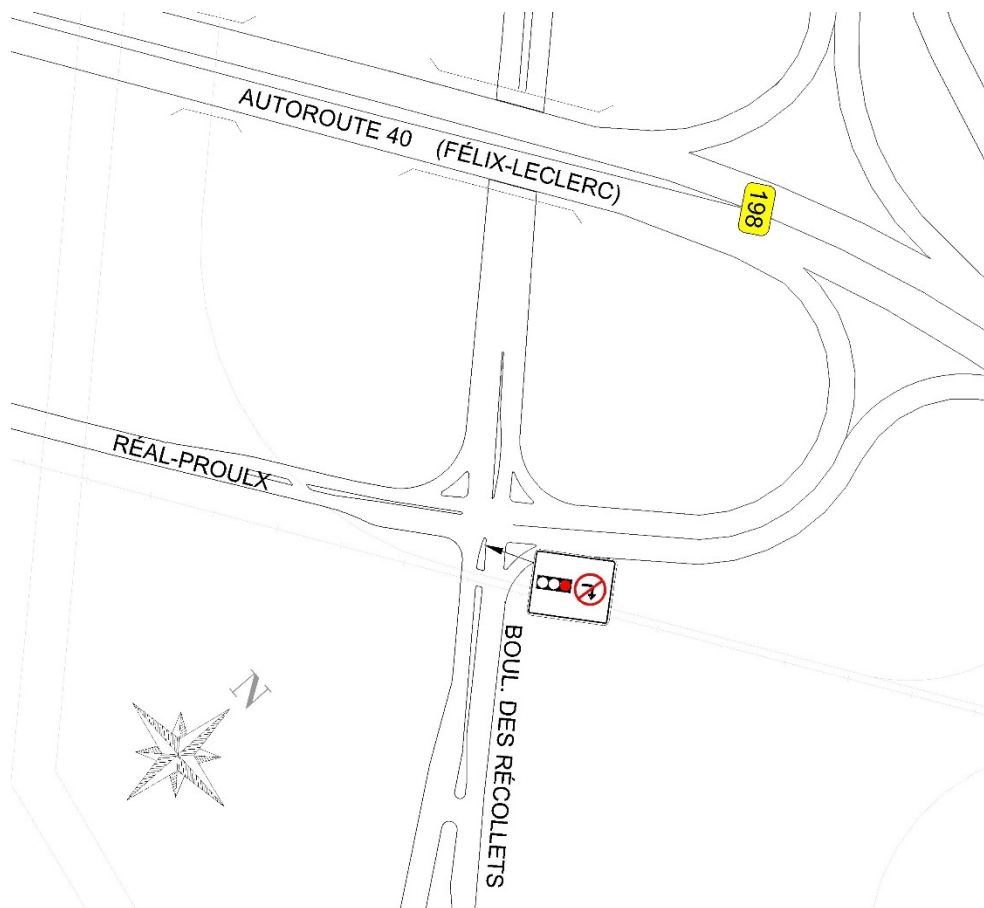 AUTOROUTE 40 (FÉLIX-LECLERC)
198
RÉAL-PROULX
BOUL. DES RÉCOLLETS
N